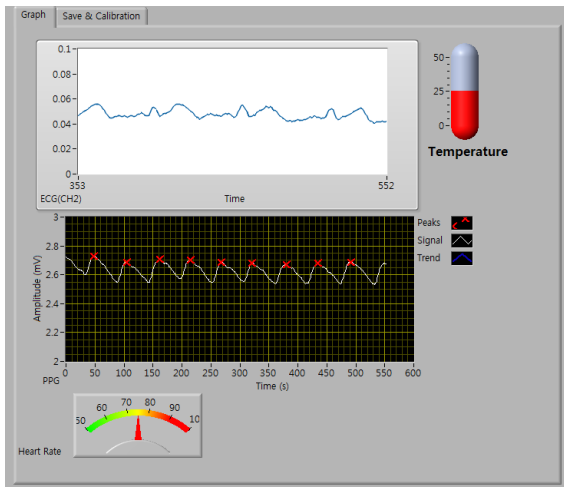 Graph Save & Calibration
0.1
0.08
0.06
0.04
0.02
0
353 552
ECG(CH2) Time
50
25
0
Temperature
3
2.8
2.6
2.4
2.2
2
Amplitude (mV)
0 50 100 150 200 250 300 350 400 450 500 550 600
PPG Time (s)
Peaks
Signal
Trend
50 60 70 80 90 10
Heart Rate